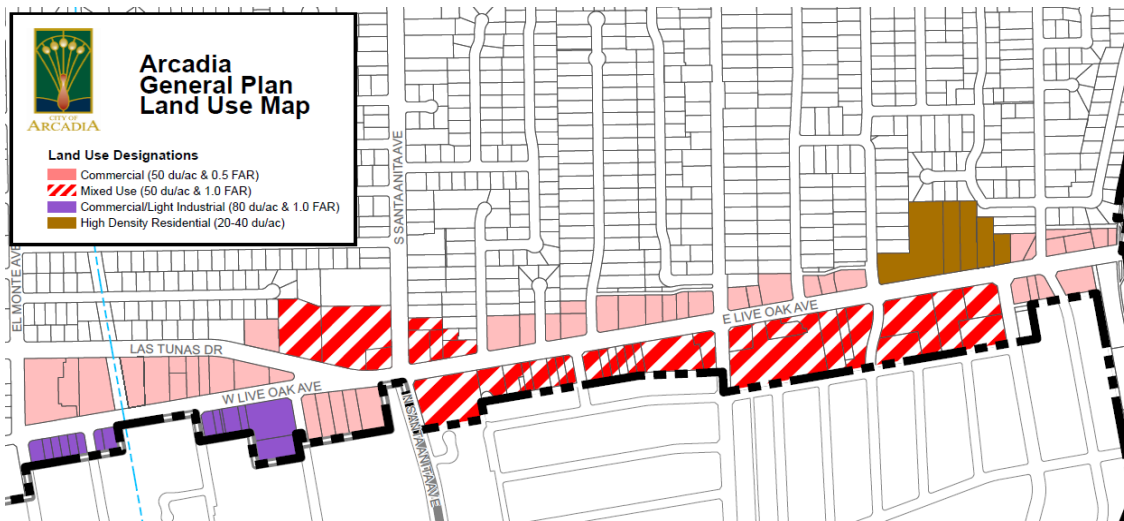 CITY OF
ARCADIA
Arcadia
General Plan
Land Use Map
Land Use Designations
Commercial (50 du/ac & 0.5 FAR)
Mixed Use (50 du/ac & 1.0 FAR)
Commercial/Light Industrial (80 du/ac & 1.0 FAR)
High Density Residential (20-40 du/ac)
S SANTA ANITA AVE
EL MONTE AVE
E LIVE OAK AVE
LAS TUNAS DR
W LIVE OAK AVE
N SANTA ANITA AVE